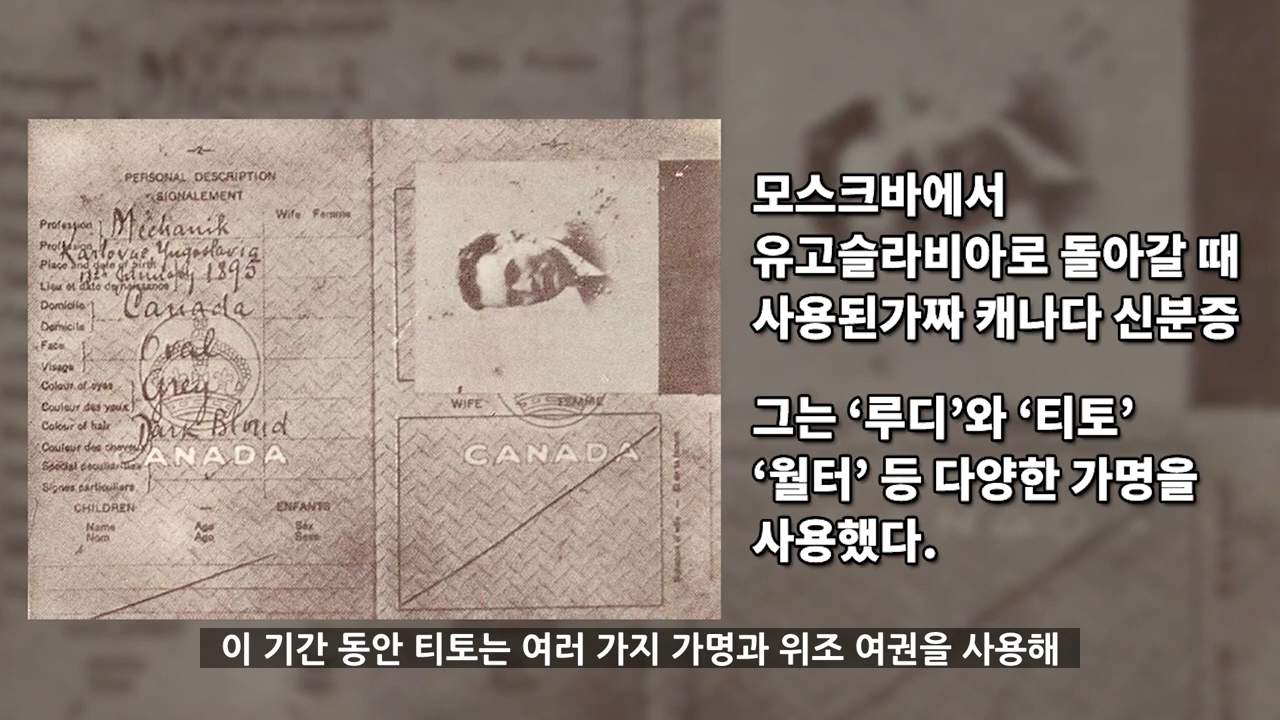 PERSONAL DESCRIPTION
SIGNALEMENT
Wife Femme
Profession
Mechanik
Profession
Karlovac Yugoslavia
Place and date of birth
January 1895
Lieu et date de naissance
Domicile
Canada
Domicile
Face
Oval
Visage
Colour of eyes
Grey
Couleur des yeux
Colour of hair
Dark Blond
Couleur des cheveux
Special peculiarities
ANADA
Signes particuliers
CHILDREN ENFANTS
Name Age Sex
Nom Age Sexe
WIFE FEMME
CANADA
모스크바에서
유고슬라비아로 돌아갈 때
사용된가짜 캐나다 신분증
그는 ‘루디’와 ‘티토’
‘월터’ 등 다양한 가명을
사용했다.
이 기간 동안 티토는 여러 가지 가명과 위조 여권을 사용해